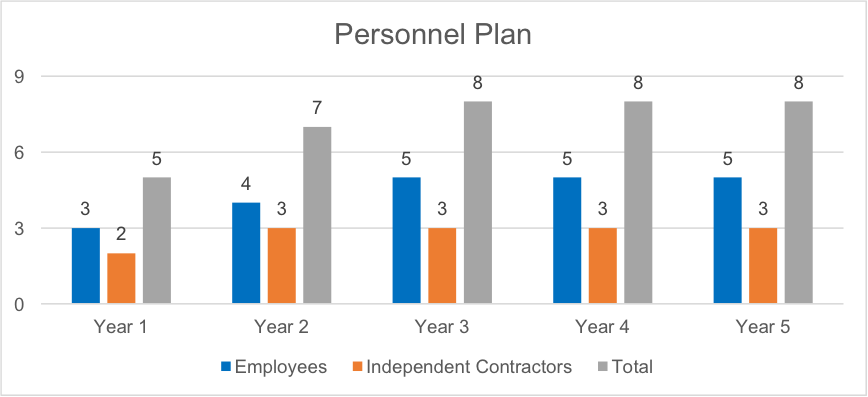 Personnel Plan
9
8 8 8
7
6
5 5 5 5
4
3 3 3 3 3
3
2
0
Year 1 Year 2 Year 3 Year 4 Year 5
Employees Independent Contractors Total